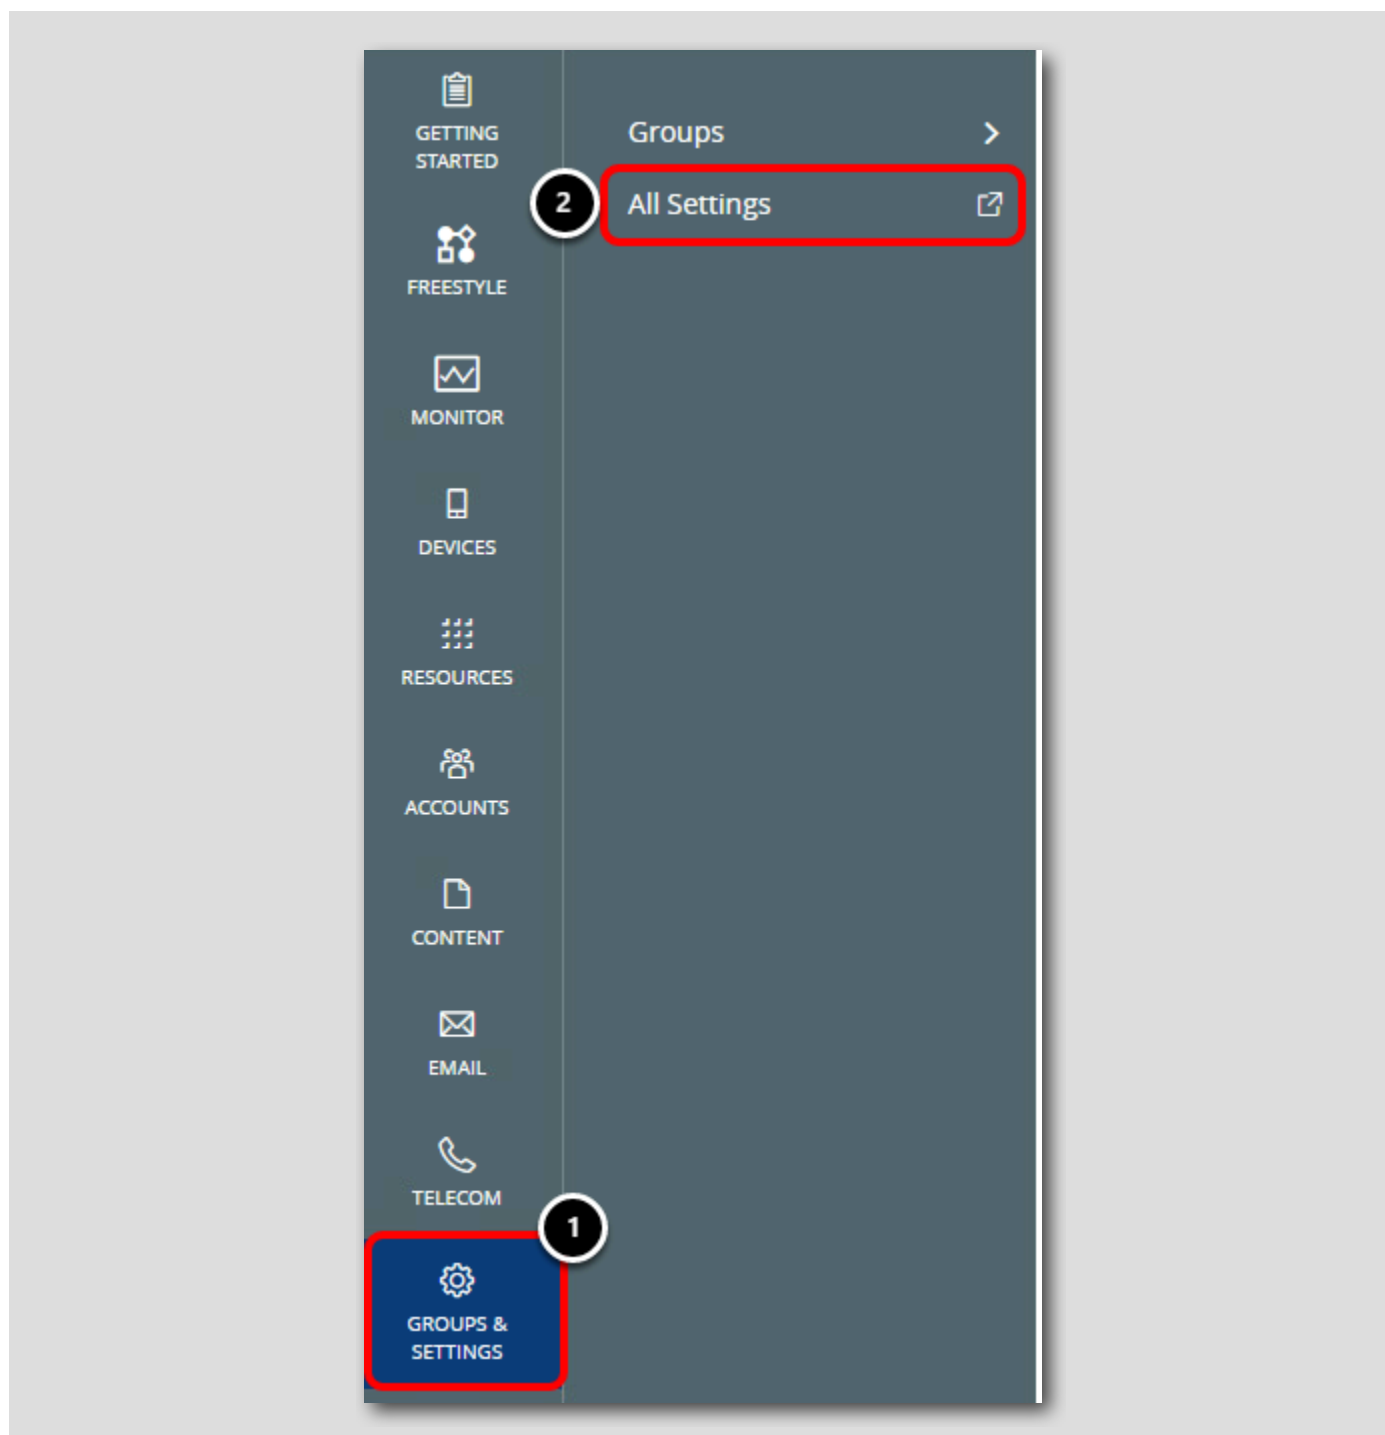 GETTING
STARTED
FREESTYLE
MONITOR
DEVICES
RESOURCES
ACCOUNTS
CONTENT
EMAIL
TELECOM
1
GROUPS &
SETTINGS
Groups
2
All Settings